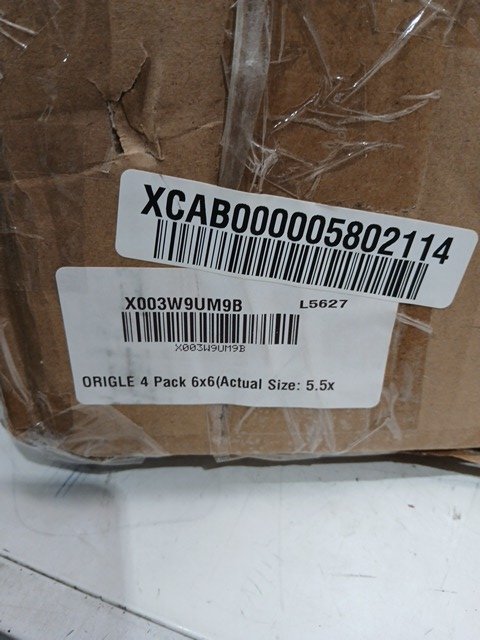 XCAB000005802114
X003W9UM9B L5627
X003W9UM9B
ORIGLE 4 Pack 6x6(Actual Size: 5.5x